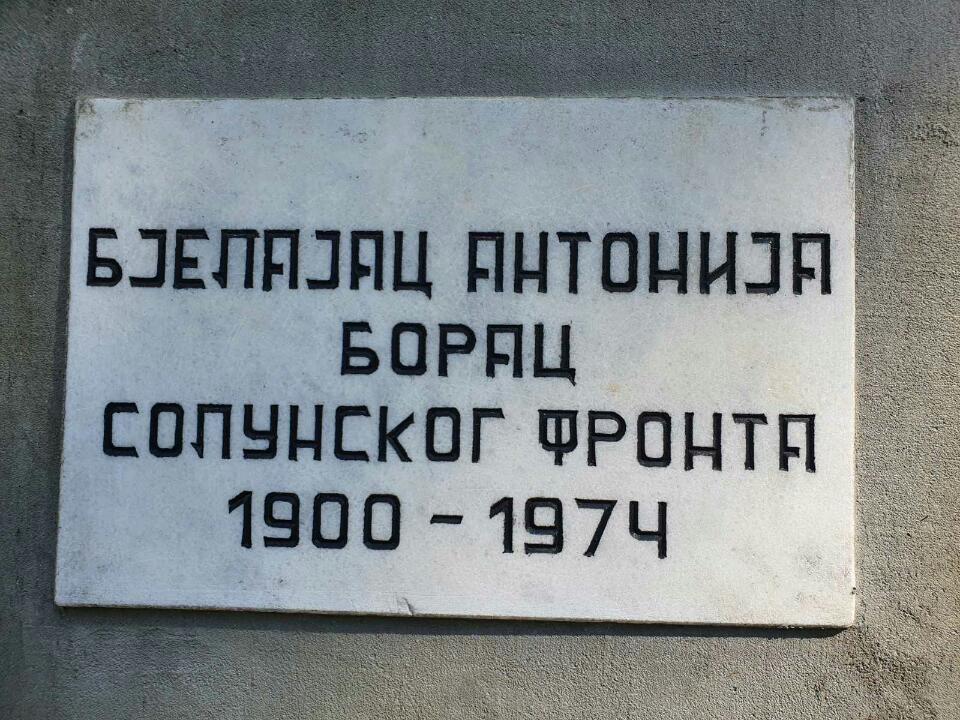 БЈЕЛАЈАЦ АНТОНИЈА
БОРАЦ
СОЛУНСКОГ ФРОНТА
1900 - 1974